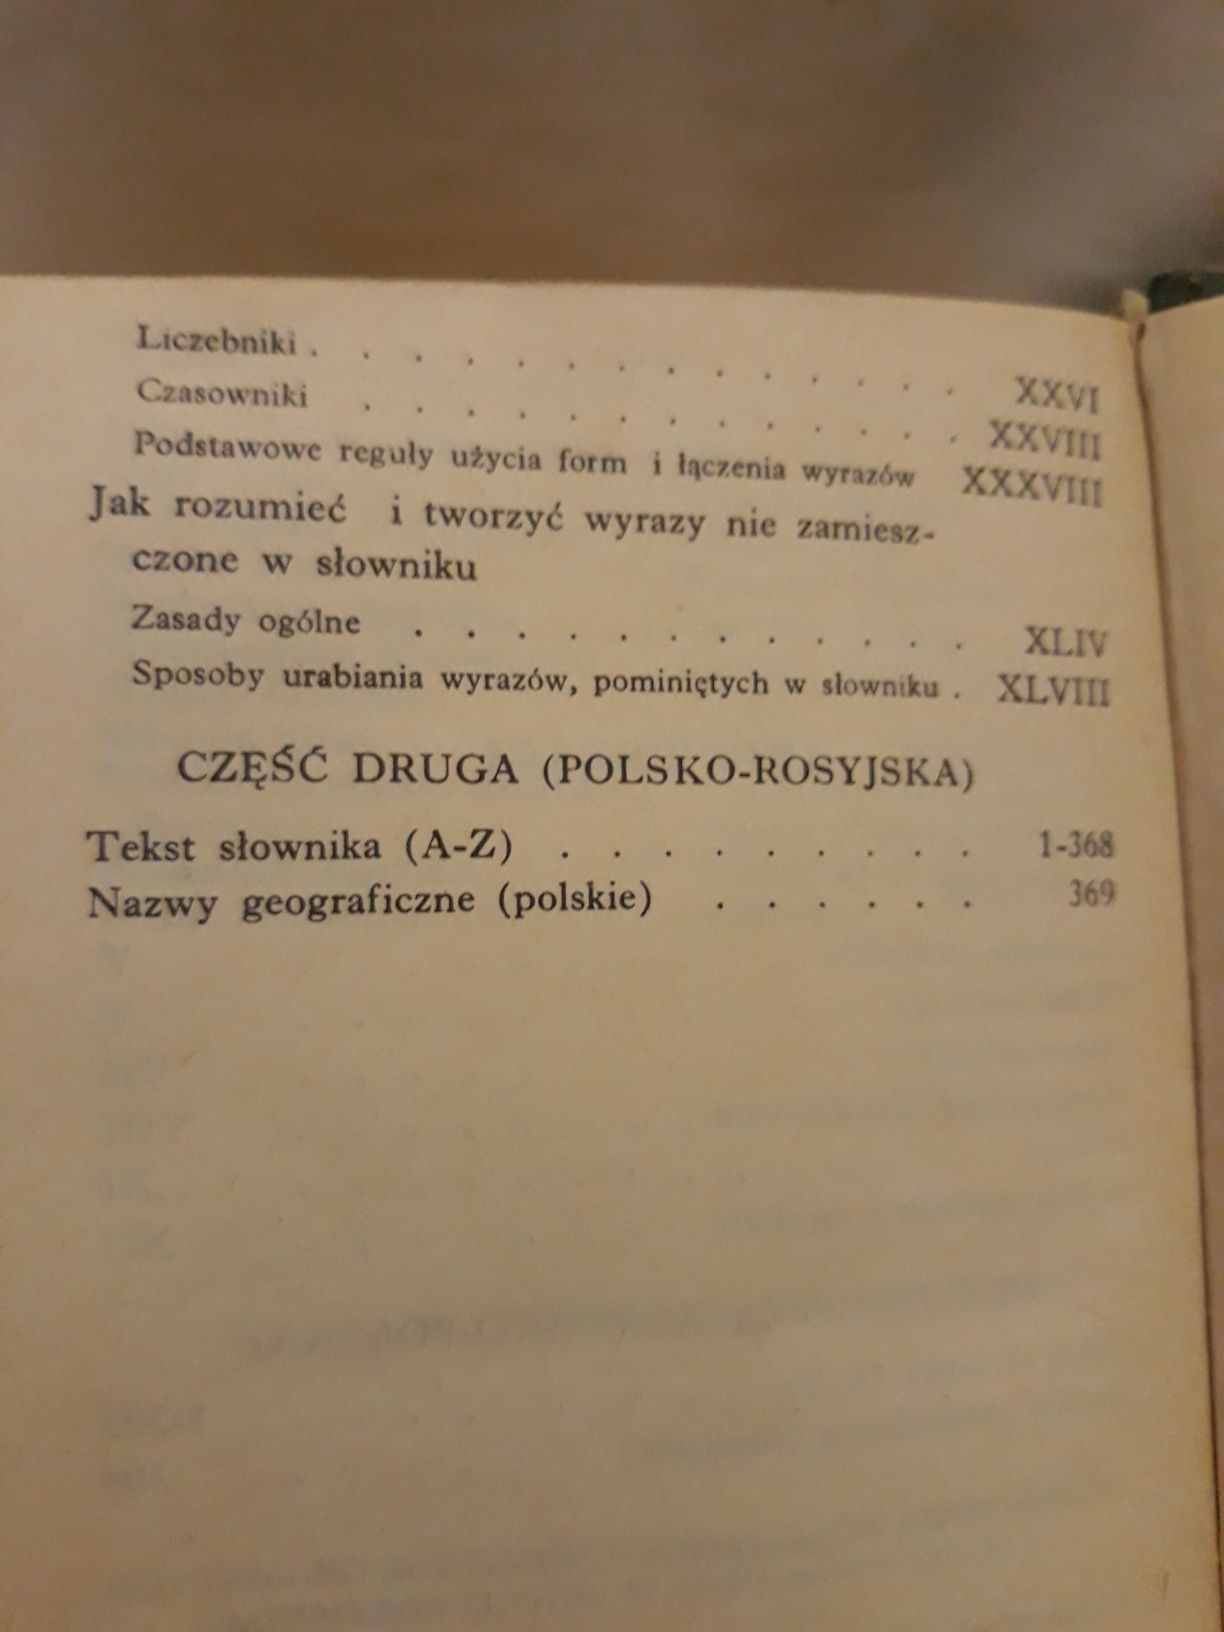 Liczebniki . . . . . . . . . . . . . . XXVI
Czasowniki . . . . . . . . . . . . . XXVIII
Podstawowe reguły użycia form i łączenia wyrazów XXXVIII
Jak rozumieć i tworzyć wyrazy nie zamiesz-
czone w słowniku
Zasady ogólne . . . . . . . . . . . . XLIV
Sposoby urabiania wyrazów, pominiętych w słowniku . XLVIII
CZĘŚĆ DRUGA (POLSKO-ROSYJSKA)
Tekst słownika (A-Z) . . . . . . . . . 1-368
Nazwy geograficzne (polskie) . . . . . . 369